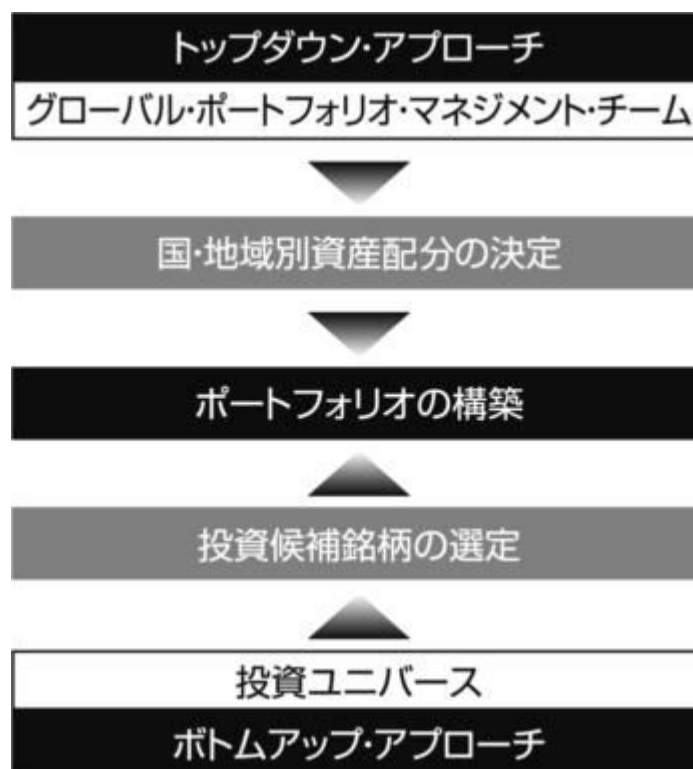 トップダウン・アプローチ
グローバル・ポートフォリオ・マネジメント・チーム
国・地域別資産配分の決定
ポートフォリオの構築
投資候補銘柄の選定
投資ユニバース
ボトムアップ・アプローチ